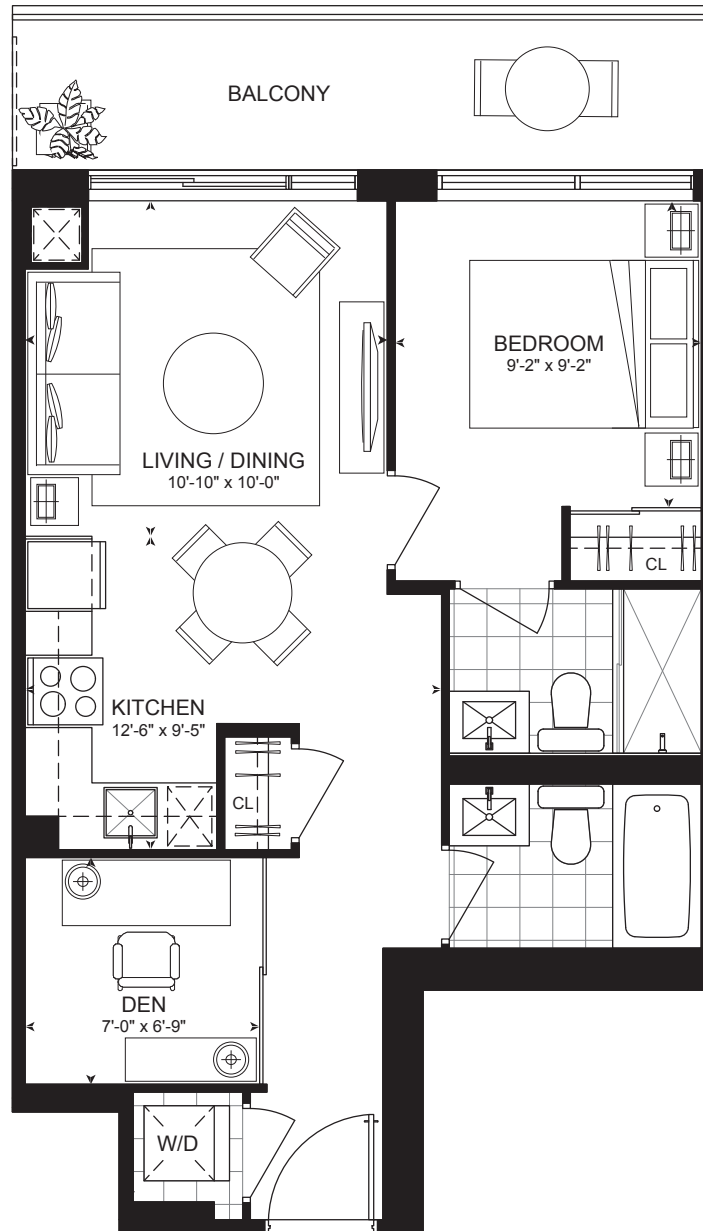 BALCONY
BEDROOM
9'-2" x 9'-2"
LIVING / DINING
10'-10" x 10'-0"
CL
KITCHEN
12'-6" x 9'-5"
CL
DEN
7'-0" x 6'-9"
W/D